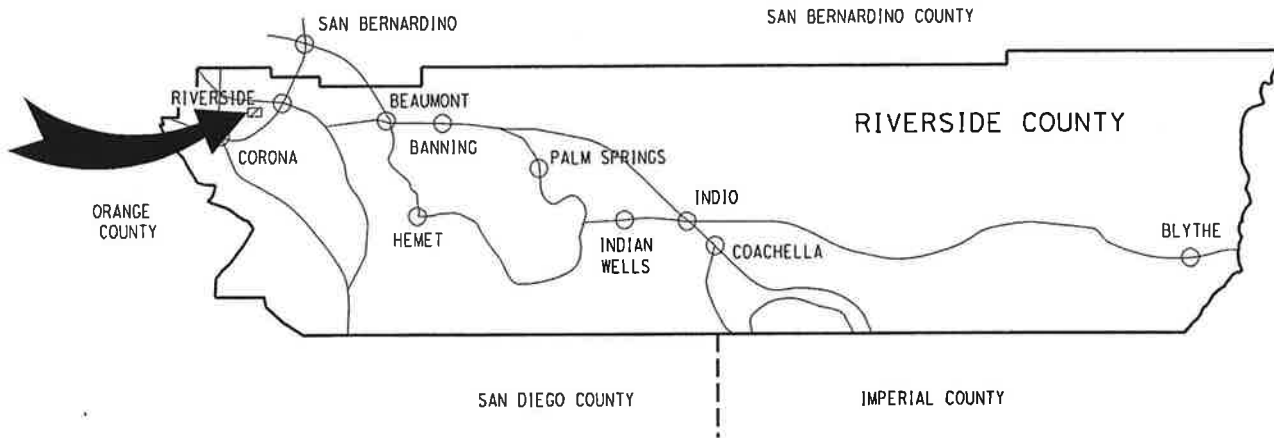 SAN BERNARDINO
SAN BERNARDINO COUNTY
RIVERSIDE
BEAUMONT
RIVERSIDE COUNTY
BANNING
CORONA
PALM SPRINGS
ORANGE
COUNTY
HEMET
INDIAN
WELLS
INDIO
COACHELLA
BLYTHE
SAN DIEGO COUNTY
IMPERIAL COUNTY